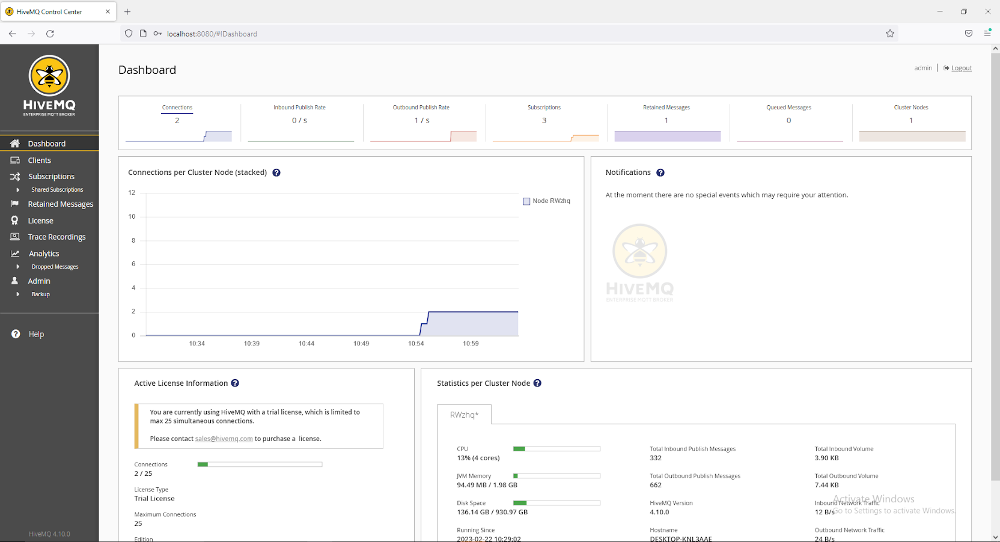 HiveMQ Control Center
localhost:8080/#!Dashboard
HIVEMQ
ENTERPRISE MQTT BROKER
Dashboard
Clients
Subscriptions
Shared Subscriptions
Retained Messages
License
Trace Recordings
Analytics
Dropped Messages
Admin
Backup
Help
HiveMQ 4.10.0
Dashboard
admin
Logout
Connections
2
Inbound Publish Rate
0 / s
Outbound Publish Rate
1 / s
Subscriptions
3
Retained Messages
1
Queued Messages
0
Cluster Nodes
1
Connections per Cluster Node (stacked)
12
10
8
6
4
2
0
10:34 10:39 10:44 10:49 10:54 10:59
Node RWzhq
Notifications
At the moment there are no special events which may require your attention.
HIVEMQ
ENTERPRISE MQTT BROKER
Active License Information
You are currently using HiveMQ with a trial license, which is limited to
max 25 simultaneous connections.
Please contact sales@hivemq.com to purchase a license.
Connections
2 / 25
License Type
Trial License
Maximum Connections
25
Edition
Statistics per Cluster Node
RWzhq*
CPU
13% (4 cores)
JVM Memory
94.49 MB / 1.98 GB
Disk Space
136.14 GB / 930.97 GB
Running Since
2023-02-22 10:29:02
Total Inbound Publish Messages
332
Total Outbound Publish Messages
662
HiveMQ Version
4.10.0
Hostname
DESKTOP-KNL3AAE
Total Inbound Volume
3.90 KB
Total Outbound Volume
7.44 KB
Inbound Network Traffic
12 B/s
Outbound Network Traffic
24 B/s
Activate Windows
Go to Settings to activate Windows.